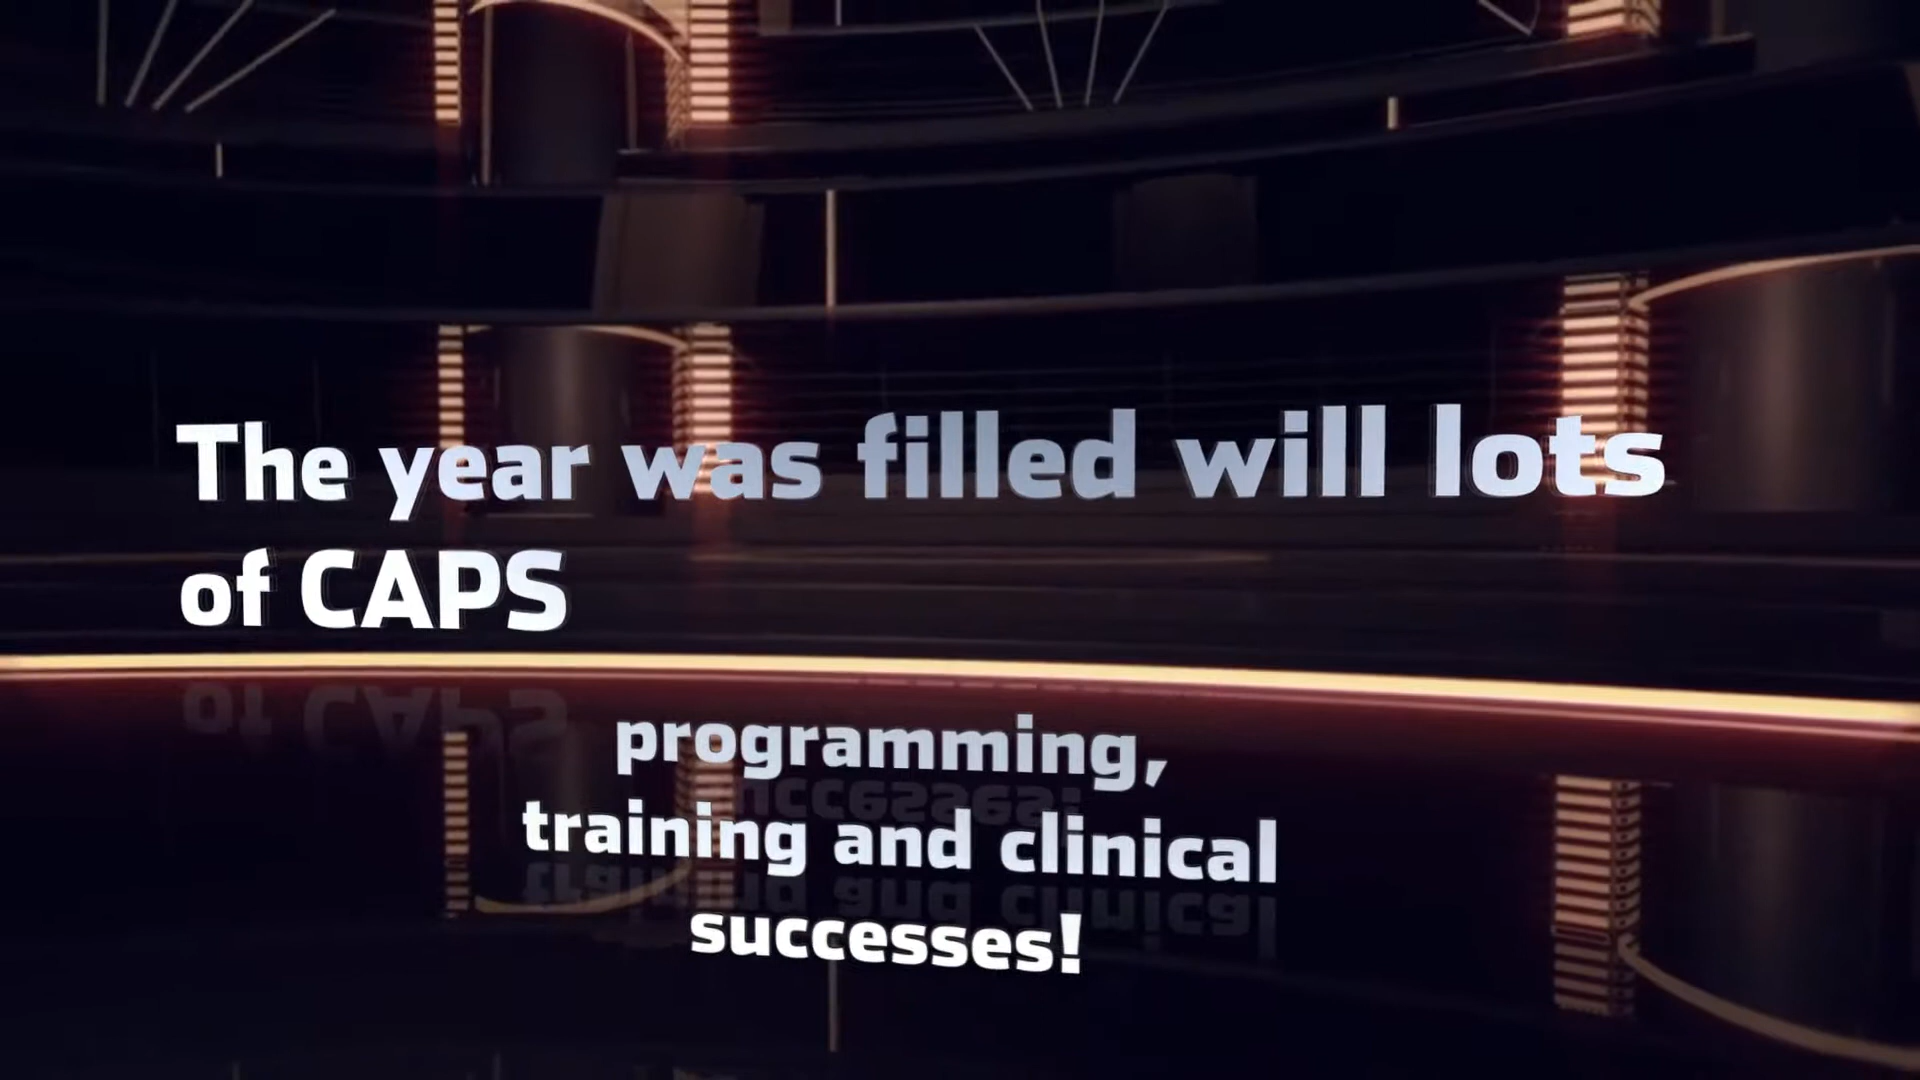 The year was filled will lots
of CAPS
programming,
training and clinical
successes!